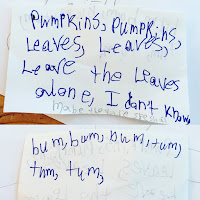 Pumpkins, Pumpkins,
Leaves, Leaves,
Leave the Leaves
alone, I don't know,
bum, bum, bum, tum,
tum, tum,